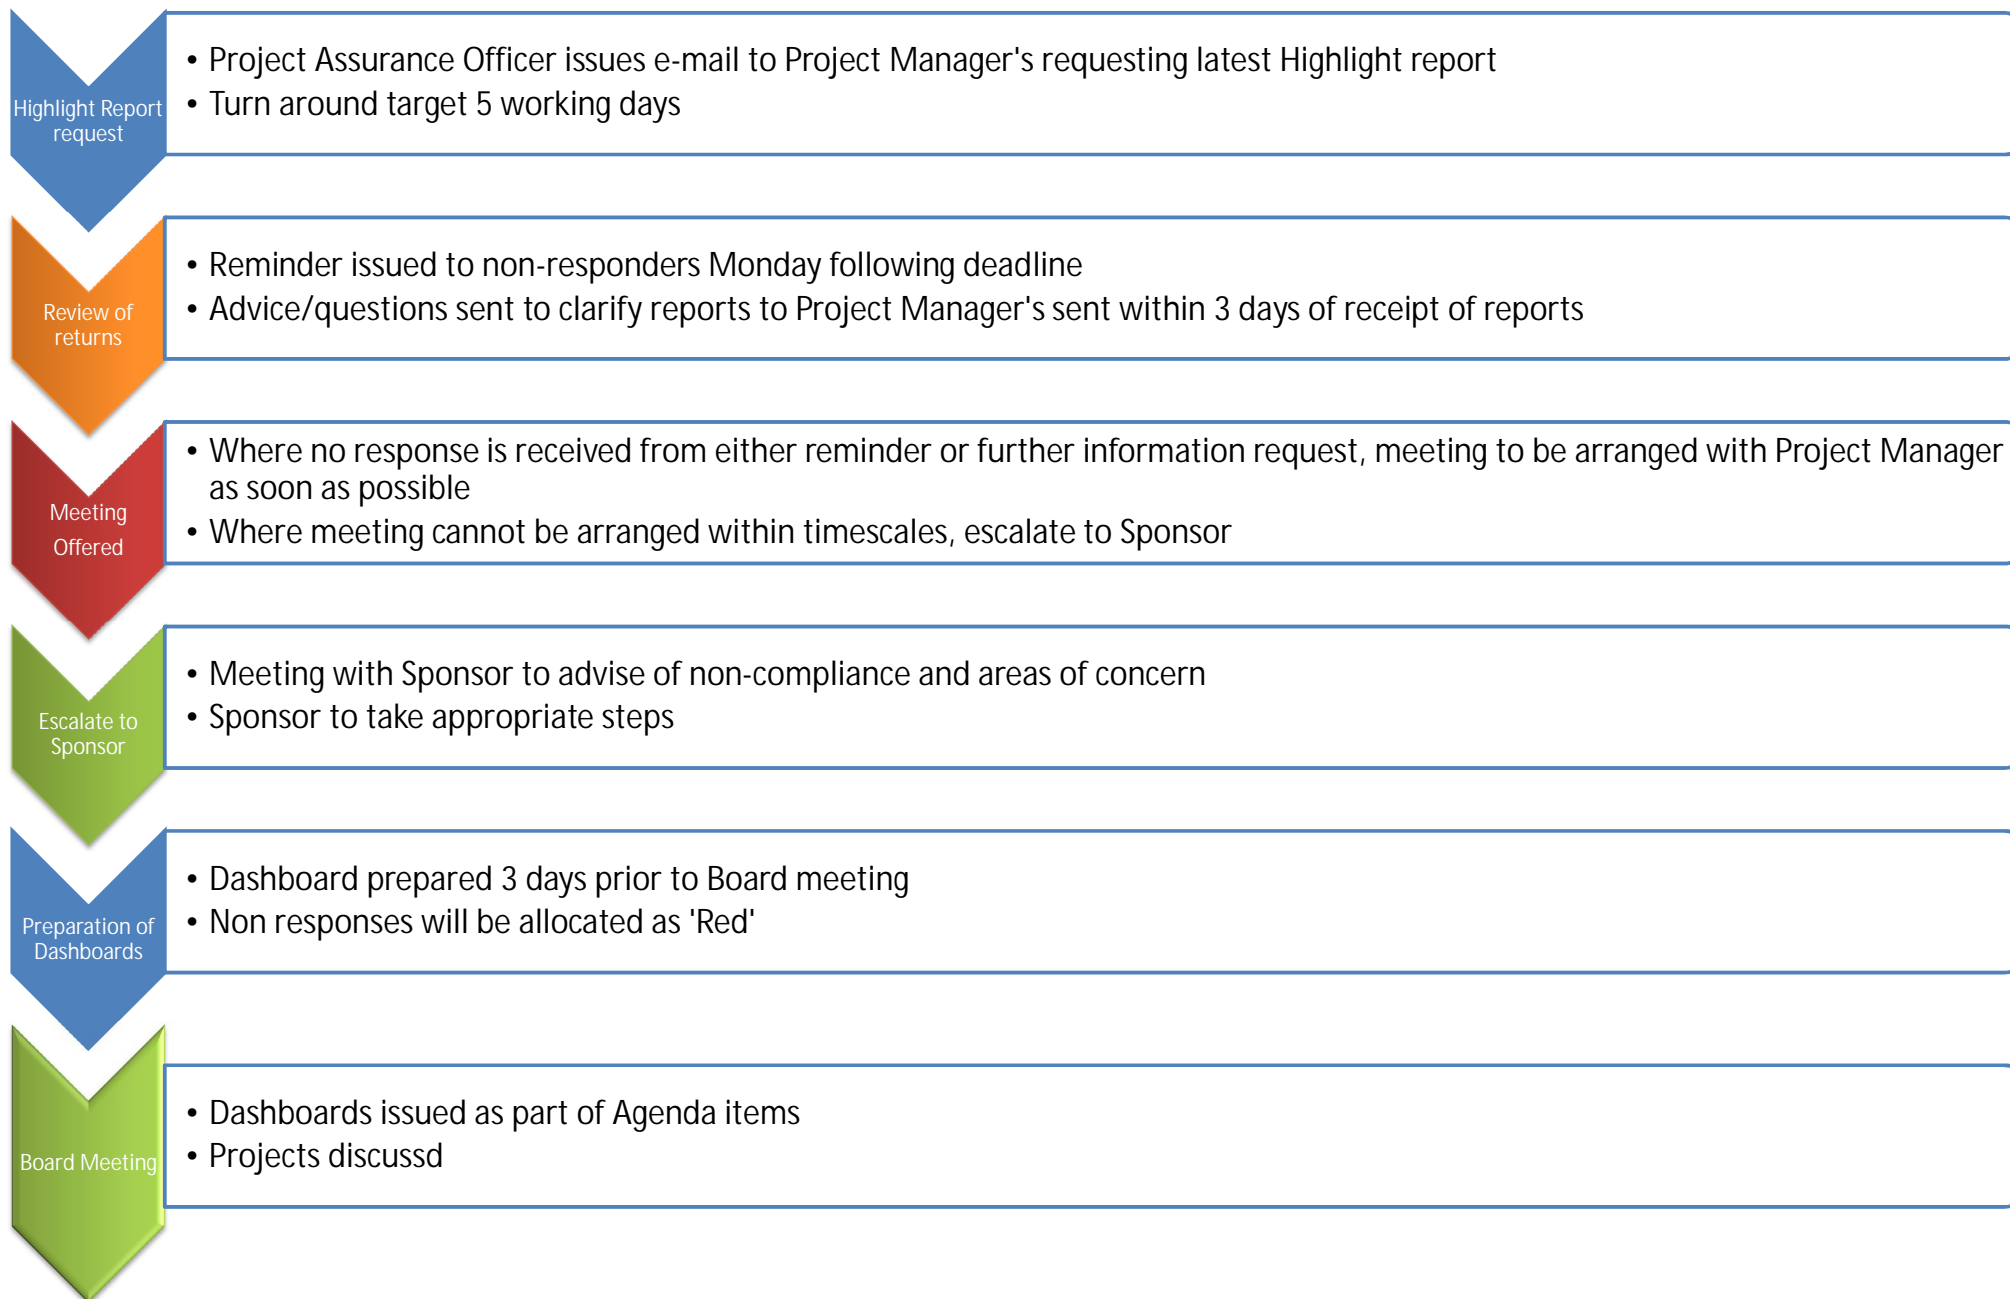 Highlight Report
request
• Project Assurance Officer issues e-mail to Project Manager's requesting latest Highlight report
• Turn around target 5 working days
Review of
returns
• Reminder issued to non-responders Monday following deadline
• Advice/questions sent to clarify reports to Project Manager's sent within 3 days of receipt of reports
Meeting
Offered
• Where no response is received from either reminder or further information request, meeting to be arranged with Project Manager
as soon as possible
• Where meeting cannot be arranged within timescales, escalate to Sponsor
Escalate to
Sponsor
• Meeting with Sponsor to advise of non-compliance and areas of concern
• Sponsor to take appropriate steps
Preparation of
Dashboards
• Dashboard prepared 3 days prior to Board meeting
• Non responses will be allocated as 'Red'
Board Meeting
• Dashboards issued as part of Agenda items
• Projects discussd